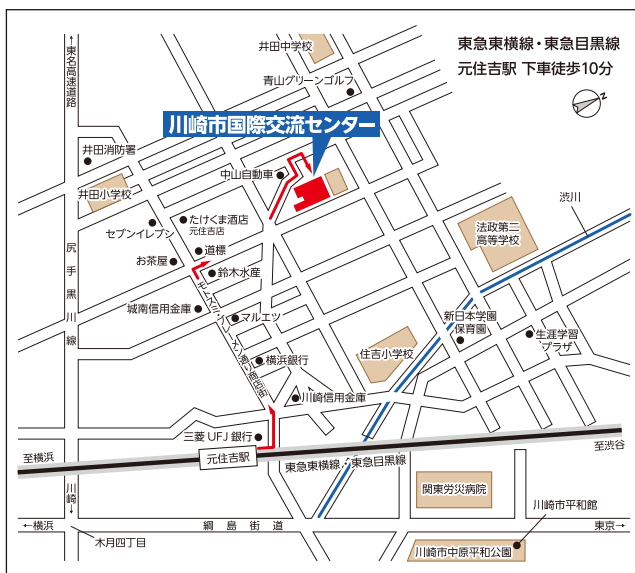 東急東横線・東急目黒線
元住吉駅 下車徒歩10分
N
井田中学校
青山グリーンゴルフ
←東名高速道路
川崎市国際交流センター
井田消防署
中山自動車
井田小学校
たけくま酒店
元住吉店
セブンイレブン
道標
お茶屋
鈴木水産
渋川
法政第二
高等学校
尻手黒川線
城南信用金庫
マルエツ
モトスミ・ブレーメン通り商店街
新日本学園
保育園
生涯学習
プラザ
横浜銀行
住吉小学校
川崎信用金庫
三菱UFJ銀行
元住吉駅
至横浜
東急東横線・東急目黒線
至渋谷
川崎→
関東労災病院
川崎市平和館
←横浜
綱島街道
東京→
木月四丁目
川崎市中原平和公園